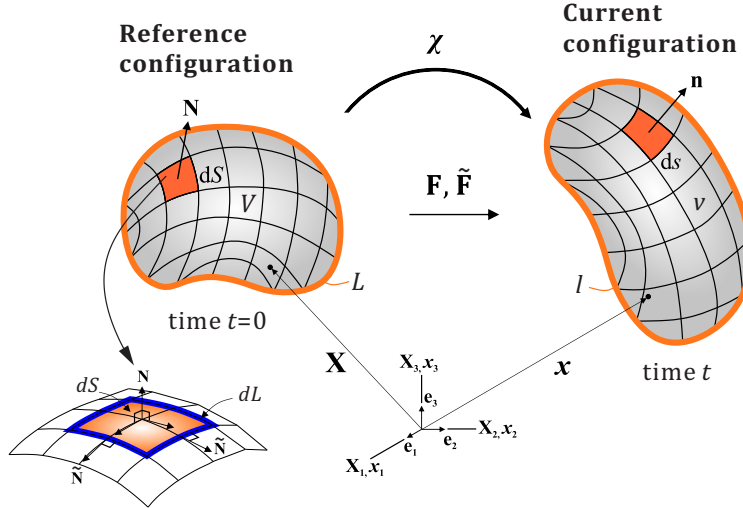 Reference
configuration
Current
configuration
χ
N
n
dS
ds
V
v
F, F̃
L
l
time t=0
time t
X
x
dS
N
dL
Ñ
Ñ
X₃,x₃
e₃
X₂,x₂
e₂
e₁
X₁,x₁